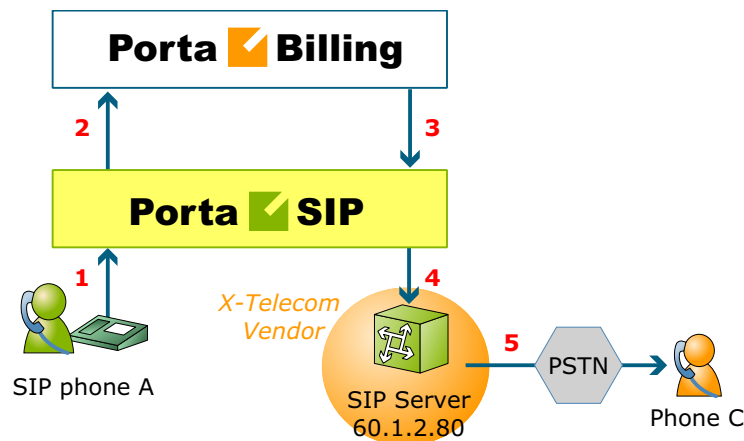 Porta Billing
2
3
Porta SIP
1
4
X-Telecom
Vendor
5
PSTN
SIP phone A
SIP Server
60.1.2.80
Phone C